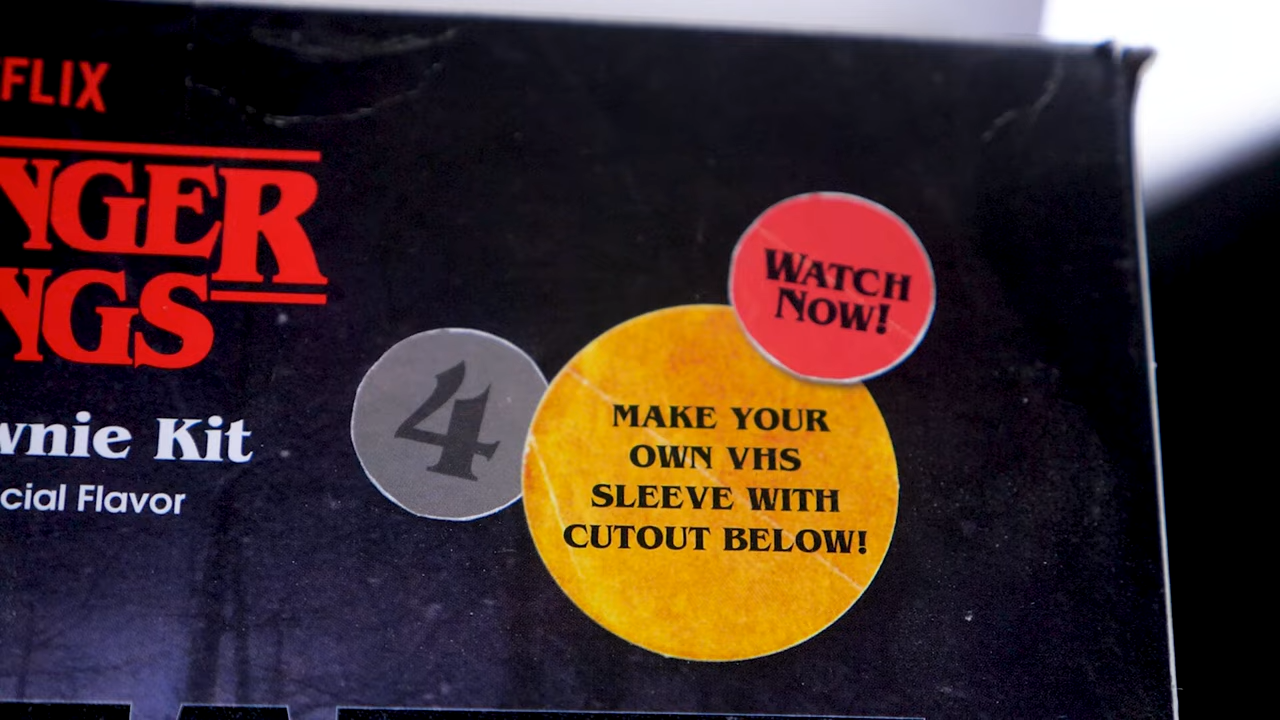 FLIX
NGER
NGS
wnie Kit
cial Flavor
4
WATCH
NOW!
MAKE YOUR
OWN VHS
SLEEVE WITH
CUTOUT BELOW!